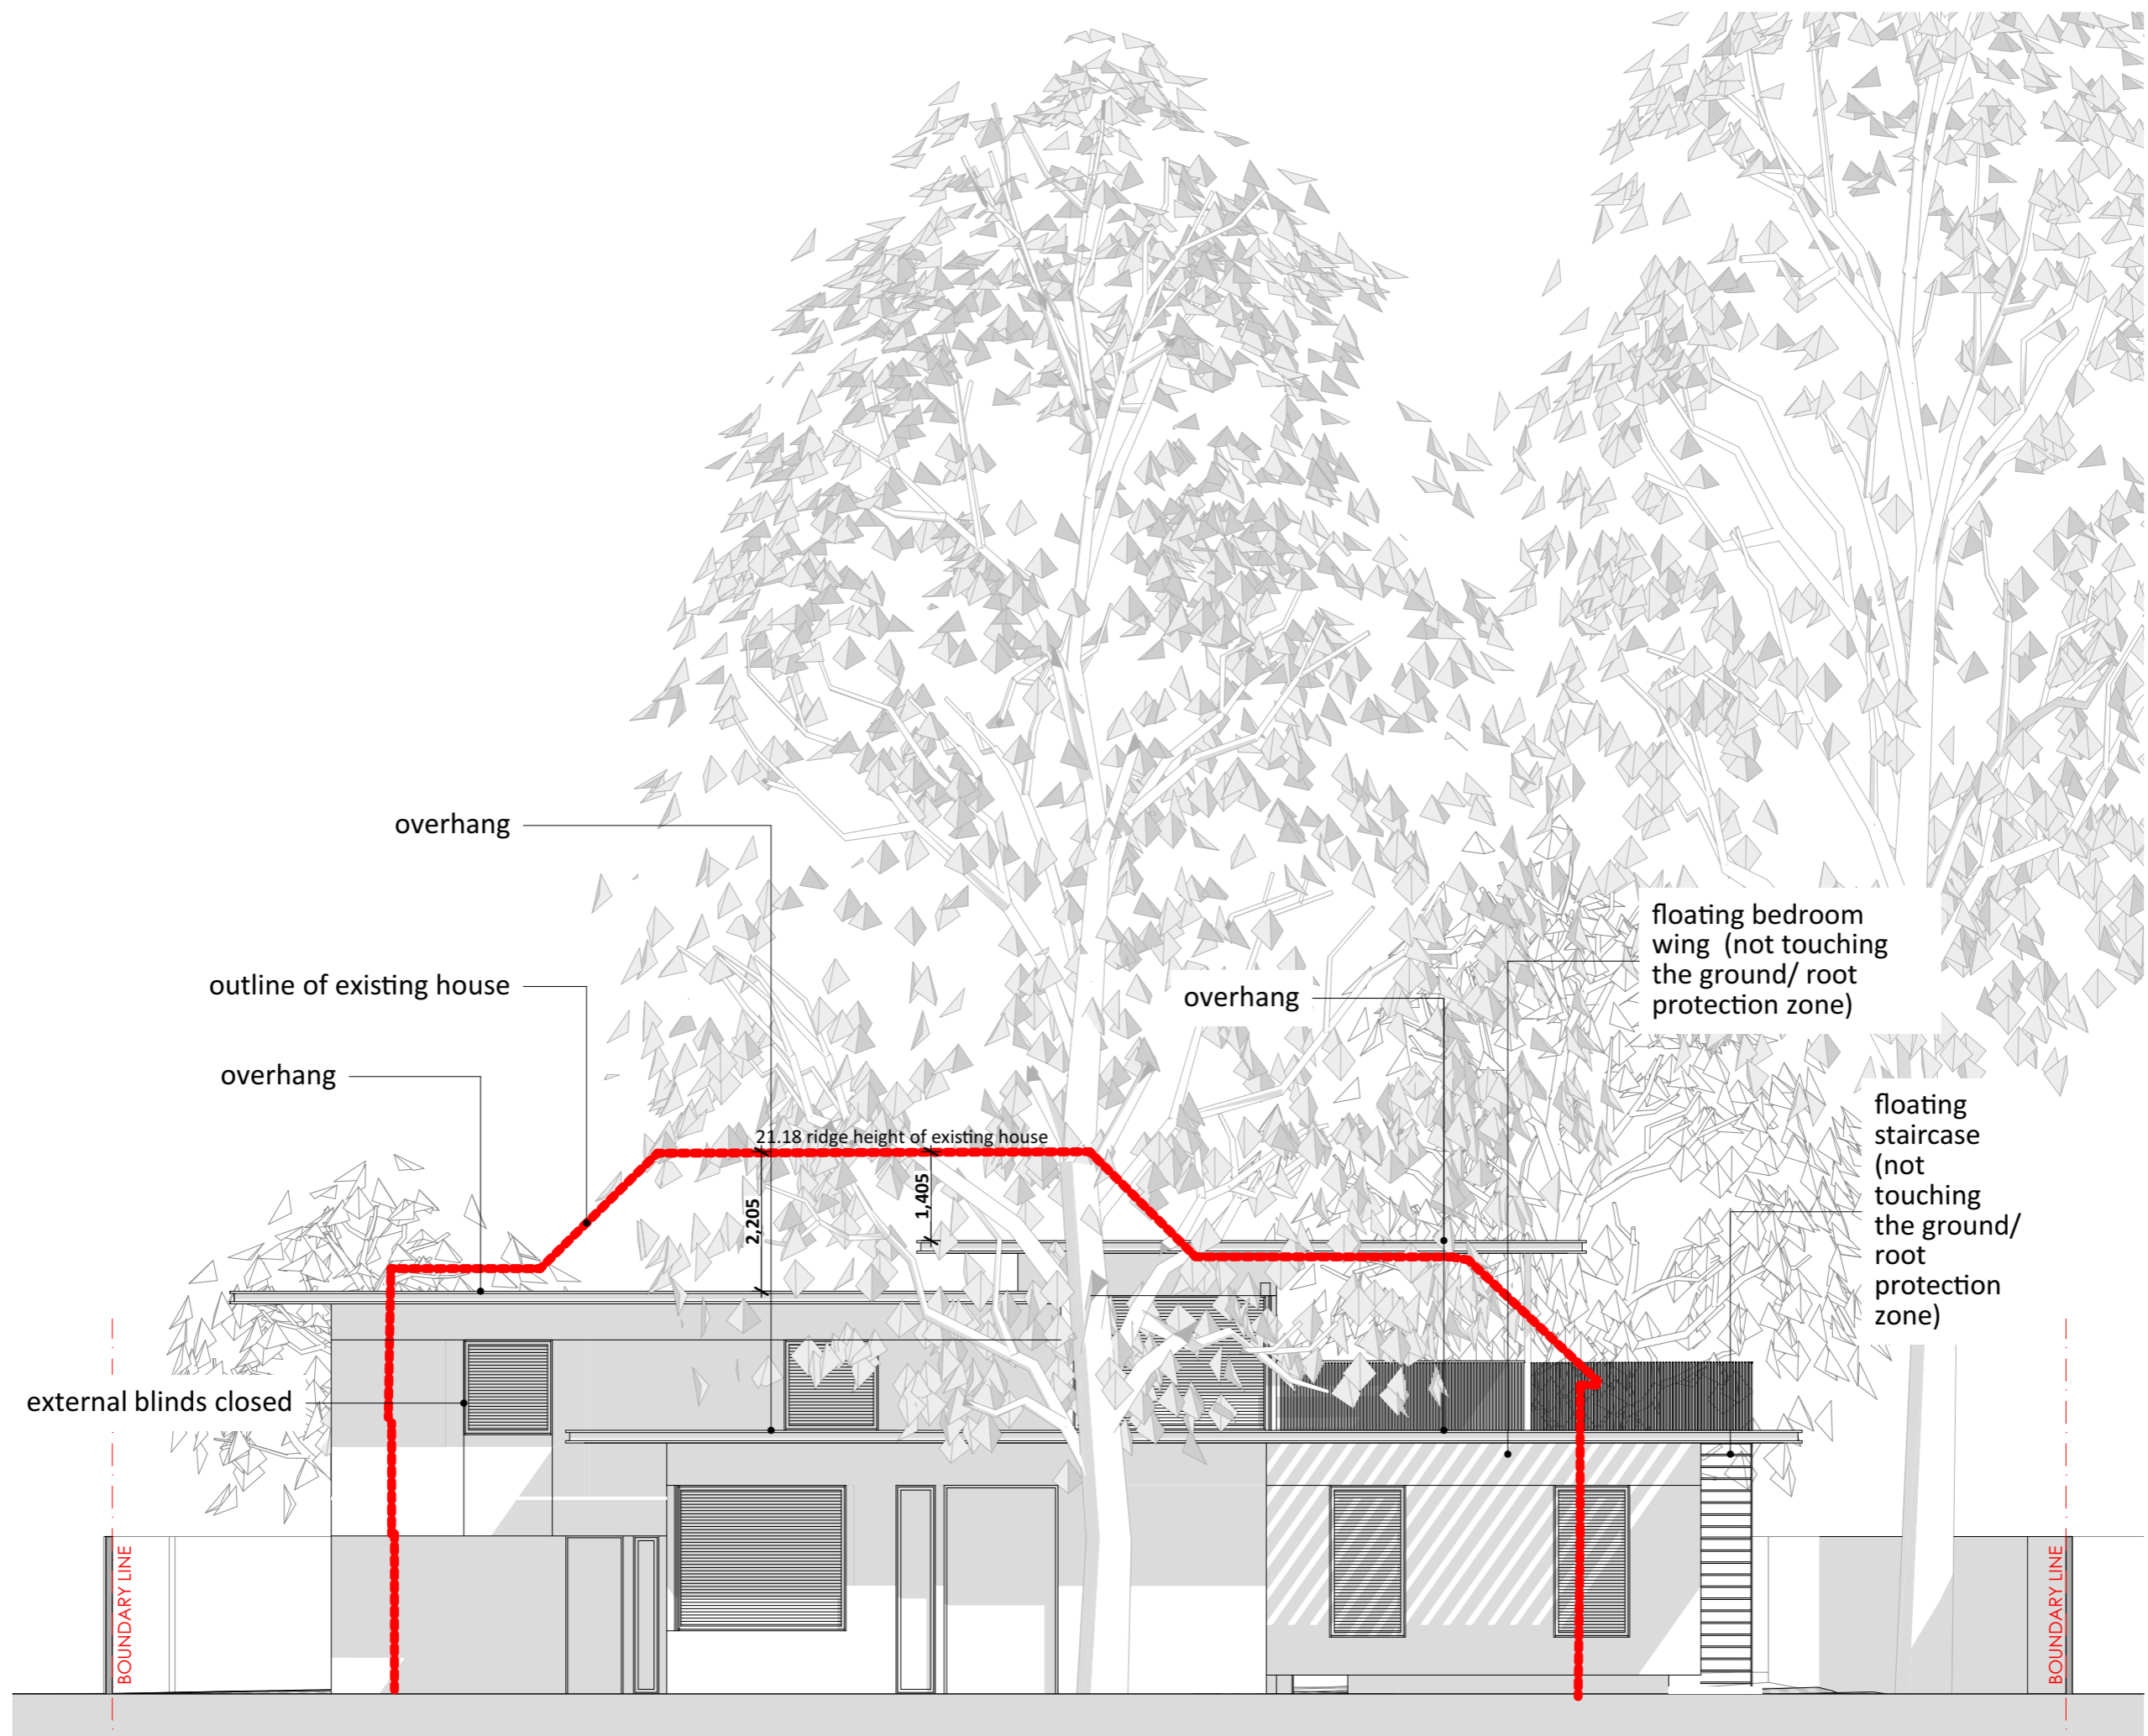 overhang
floating bedroom
wing (not touching
the ground/ root
protection zone)
outline of existing house
overhang
overhang
floating
staircase
(not
touching
the ground/
root
protection
zone)
21.18 ridge height of existing house
2,205
1,405
external blinds closed
BOUNDARY LINE
BOUNDARY LINE